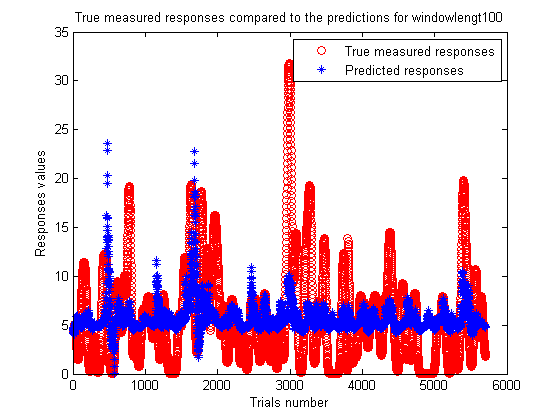 True measured responses compared to the predictions for windowlengt100
True measured responses
Predicted responses
Responses values
35
30
25
20
15
10
5
0
0 1000 2000 3000 4000 5000 6000
Trials number